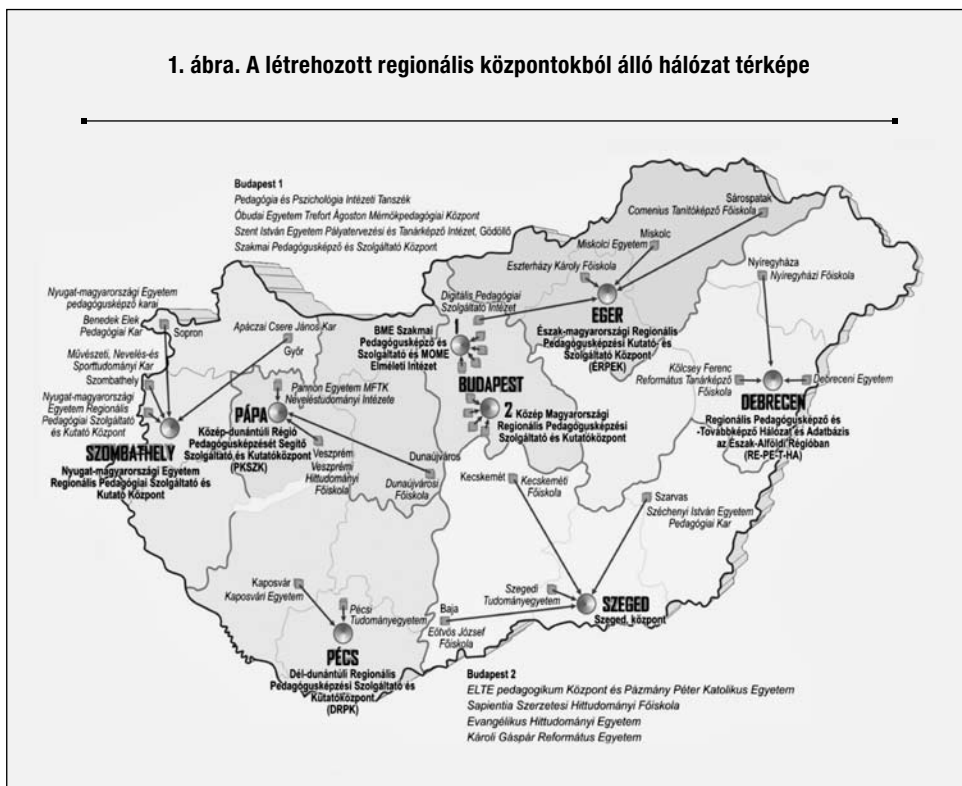 1. ábra. A létrehozott regionális központokból álló hálózat térképe
Budapest 1
Pedagógia és Pszichológia Intézeti Tanszék
Óbudai Egyetem Trefort Ágoston Mérnökpedagógiai Központ
Szent István Egyetem Pályatervezési és Tanárképző Intézet, Gödöllő
Szakmai Pedagógusképző és Szolgáltató Központ
Sárospatak
Comenius Tanítóképző Főiskola
Miskolc
Miskolci Egyetem
Eszterházy Károly Főiskola
Nyíregyháza
Nyíregyházi Főiskola
Digitális Pedagógiai
Szolgáltató Intézet
EGER
Észak-magyarországi Regionális
Pedagógusképzési Kutató- és
Szolgáltató Központ
(ÉRPEK)
Nyugat-magyarországi Egyetem
pedagógusképző karai
Benedek Elek
Pedagógiai Kar
Sopron
Apáczai Csere János Kar
Győr
Művészeti, Nevelés-és
Sporttudományi Kar
Szombathely
Nyugat-magyarországi
Egyetem Regionális
Pedagógiai Szolgáltató
és Kutató Központ
SZOMBATHELY
Nyugat-magyarországi Egyetem
Regionális Pedagógiai Szolgáltató és
Kutató Központ
Pannon Egyetem MFTK
Neveléstudományi Intézete
PÁPA
Közép-dunántúli Régió
Pedagógusképzését Segítő
Szolgáltató és Kutatóközpont
(PKSZK)
Veszprém
Veszprémi
Hittudományi
Főiskola
Dunaújváros
Dunaújvárosi
Főiskola
1
BME Szakmai
Pedagógusképző és
Szolgáltató és MOME
Elméleti Intézet
BUDAPEST
2 Közép Magyarországi
Regionális Pedagógusképzési
Szolgáltató és Kutatóközpont
Kölcsey Ferenc
Református Tanárképző
Főiskola
Debreceni Egyetem
DEBRECEN
Regionális Pedagógusképző és
-Továbbképző Hálózat és Adatbázis
az Észak-Alföldi Régióban
(RE-PE-T-HA)
Kecskemét
Kecskeméti
Főiskola
Szarvas
Széchenyi István Egyetem
Pedagógiai Kar
Szegedi
Tudományegyetem
SZEGED
Szeged. központ
Baja
Eötvös József
Főiskola
Kaposvár
Kaposvári Egyetem
Pécsi
Tudományegyetem
PÉCS
Dél-dunántúli Regionális
Pedagógusképzési Szolgáltató és
Kutatóközpont
(DRPK)
Budapest 2
ELTE pedagogikum Központ és Pázmány Péter Katolikus Egyetem
Sapientia Szerzetesi Hittudományi Főiskola
Evangélikus Hittudományi Egyetem
Károli Gáspár Református Egyetem